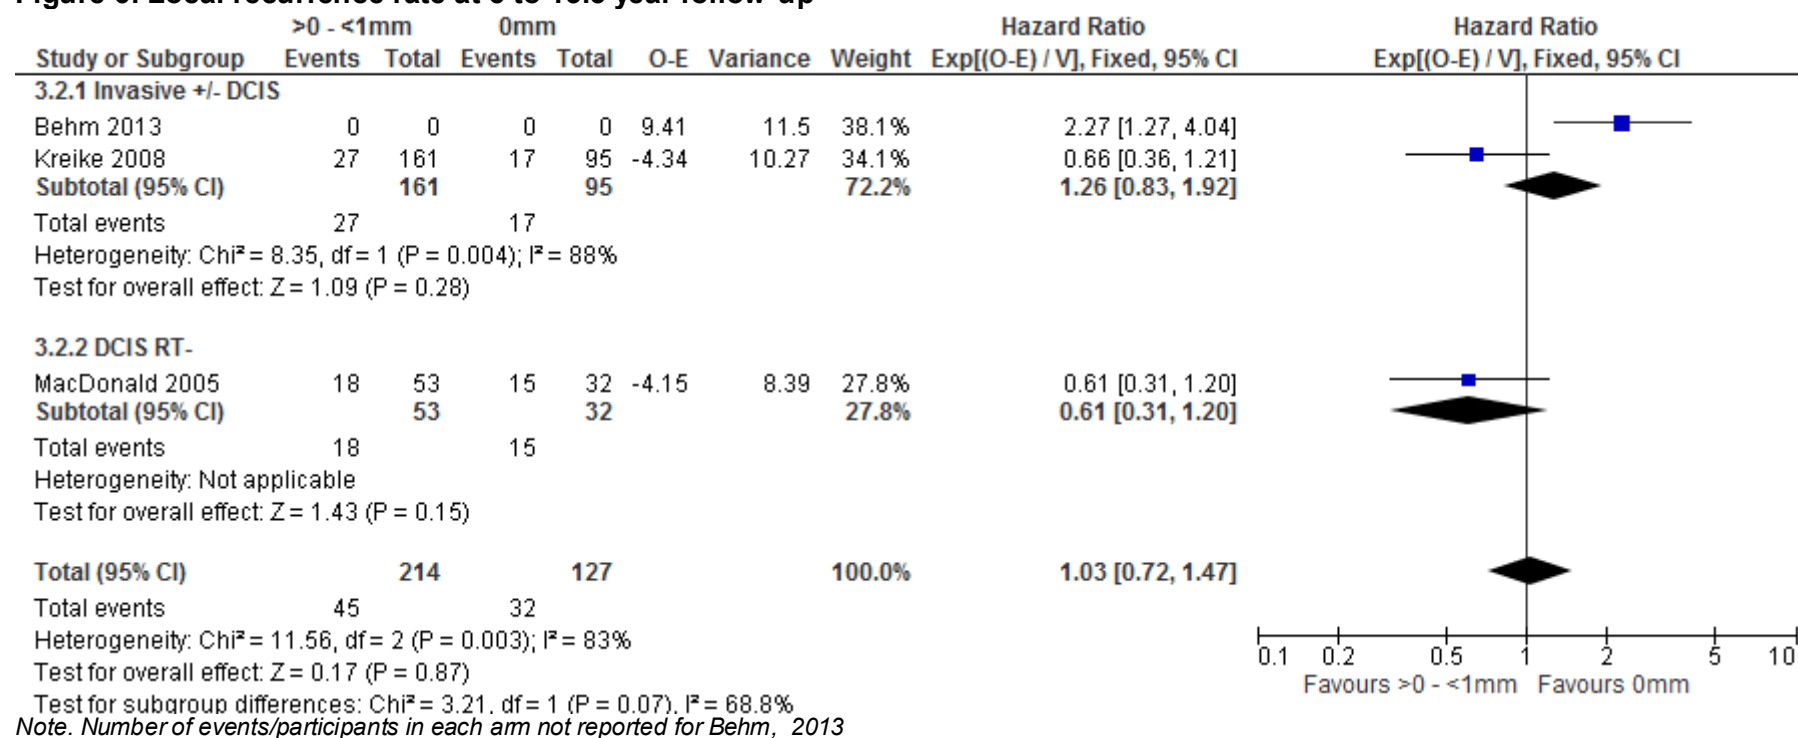 >0 - <1mm 0mm Hazard Ratio Hazard Ratio
Study or Subgroup Events Total Events Total O-E Variance Weight Exp[(O-E) / V], Fixed, 95% CI Exp[(O-E) / V], Fixed, 95% CI
3.2.1 Invasive +/- DCIS
Behm 2013 0 0 0 0 9.41 11.5 38.1% 2.27 [1.27, 4.04]
Kreike 2008 27 161 17 95 -4.34 10.27 34.1% 0.66 [0.36, 1.21]
Subtotal (95% CI) 161 95 72.2% 1.26 [0.83, 1.92]
Total events 27 17
Heterogeneity: Chi² = 8.35, df = 1 (P = 0.004); I² = 88%
Test for overall effect: Z = 1.09 (P = 0.28)
3.2.2 DCIS RT-
MacDonald 2005 18 53 15 32 -4.15 8.39 27.8% 0.61 [0.31, 1.20]
Subtotal (95% CI) 53 32 27.8% 0.61 [0.31, 1.20]
Total events 18 15
Heterogeneity: Not applicable
Test for overall effect: Z = 1.43 (P = 0.15)
Total (95% CI) 214 127 100.0% 1.03 [0.72, 1.47]
Total events 45 32
Heterogeneity: Chi² = 11.56, df = 2 (P = 0.003); I² = 83%
Test for overall effect: Z = 0.17 (P = 0.87)
Test for subgroup differences: Chi² = 3.21, df = 1 (P = 0.07), I² = 68.8%
0.1 0.2 0.5 1 2 5 10
Favours >0 - <1mm Favours 0mm
Note. Number of events/participants in each arm not reported for Behm, 2013